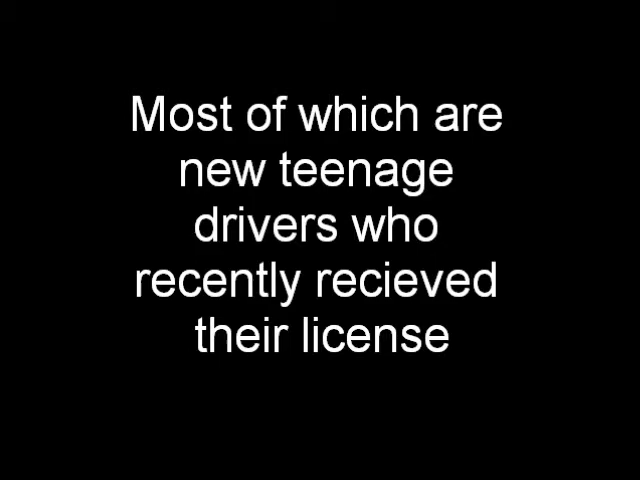 Most of which are
new teenage
drivers who
recently recieved
their license